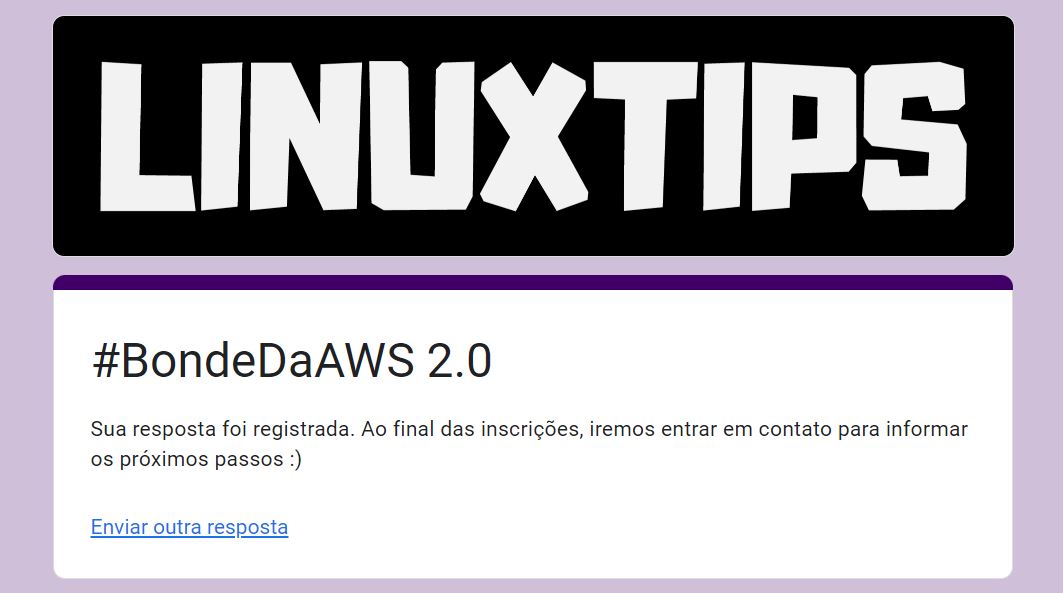 LINUXTIPS
#BondeDaAWS 2.0
Sua resposta foi registrada. Ao final das inscrições, iremos entrar em contato para informar
os próximos passos :)
Enviar outra resposta